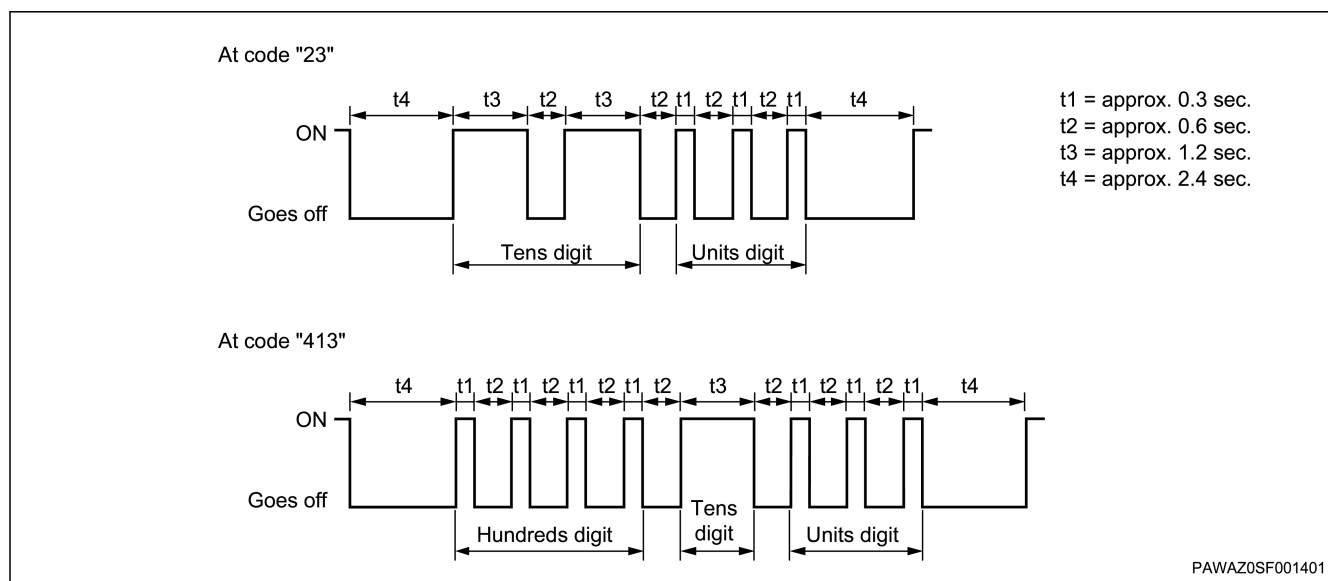 At code "23"
t4 t3 t2 t3 t2 t1 t2 t1 t2 t1 t4
t1 = approx. 0.3 sec.
t2 = approx. 0.6 sec.
t3 = approx. 1.2 sec.
t4 = approx. 2.4 sec.
ON
Goes off
Tens digit Units digit
At code "413"
t4 t1 t2 t1 t2 t1 t2 t1 t2 t3 t2 t1 t2 t1 t2 t1 t4
ON
Goes off
Hundreds digit
Tens
digit
Units digit
PAWAZ0SF001401